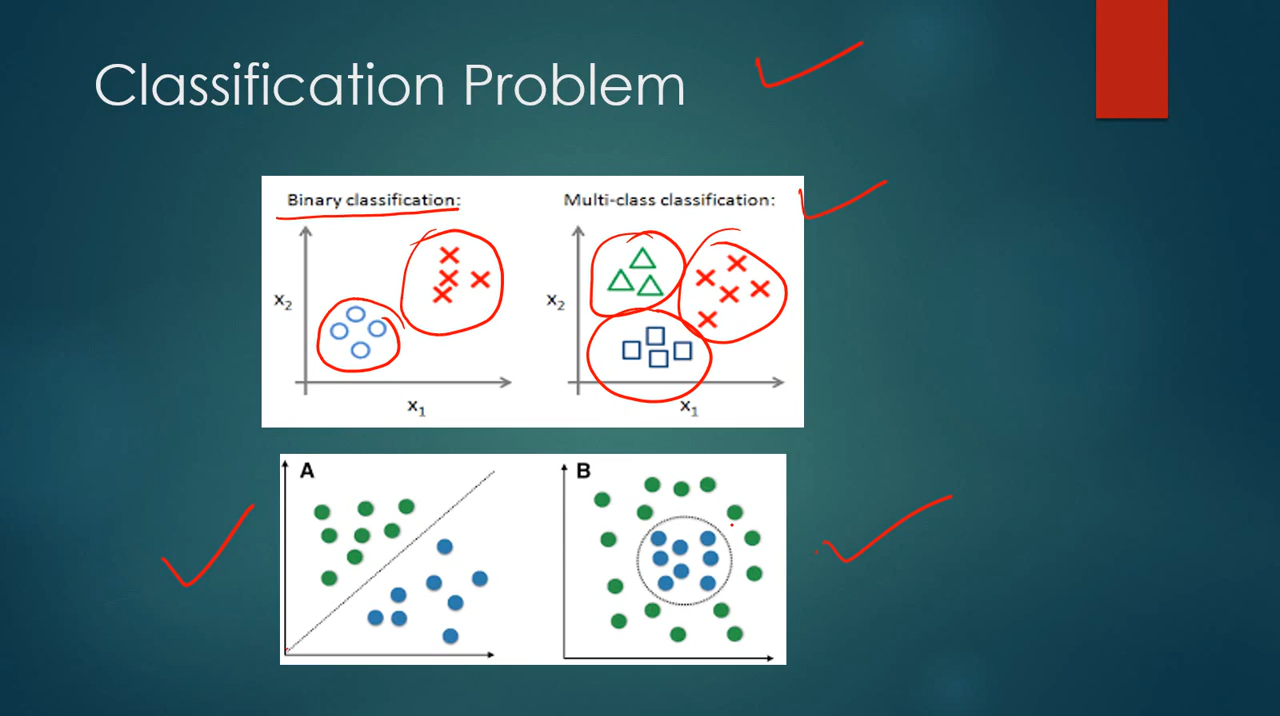 Classification Problem
Binary classification:
x₂
x₁
Multi-class classification:
x₂
x₁
A
B